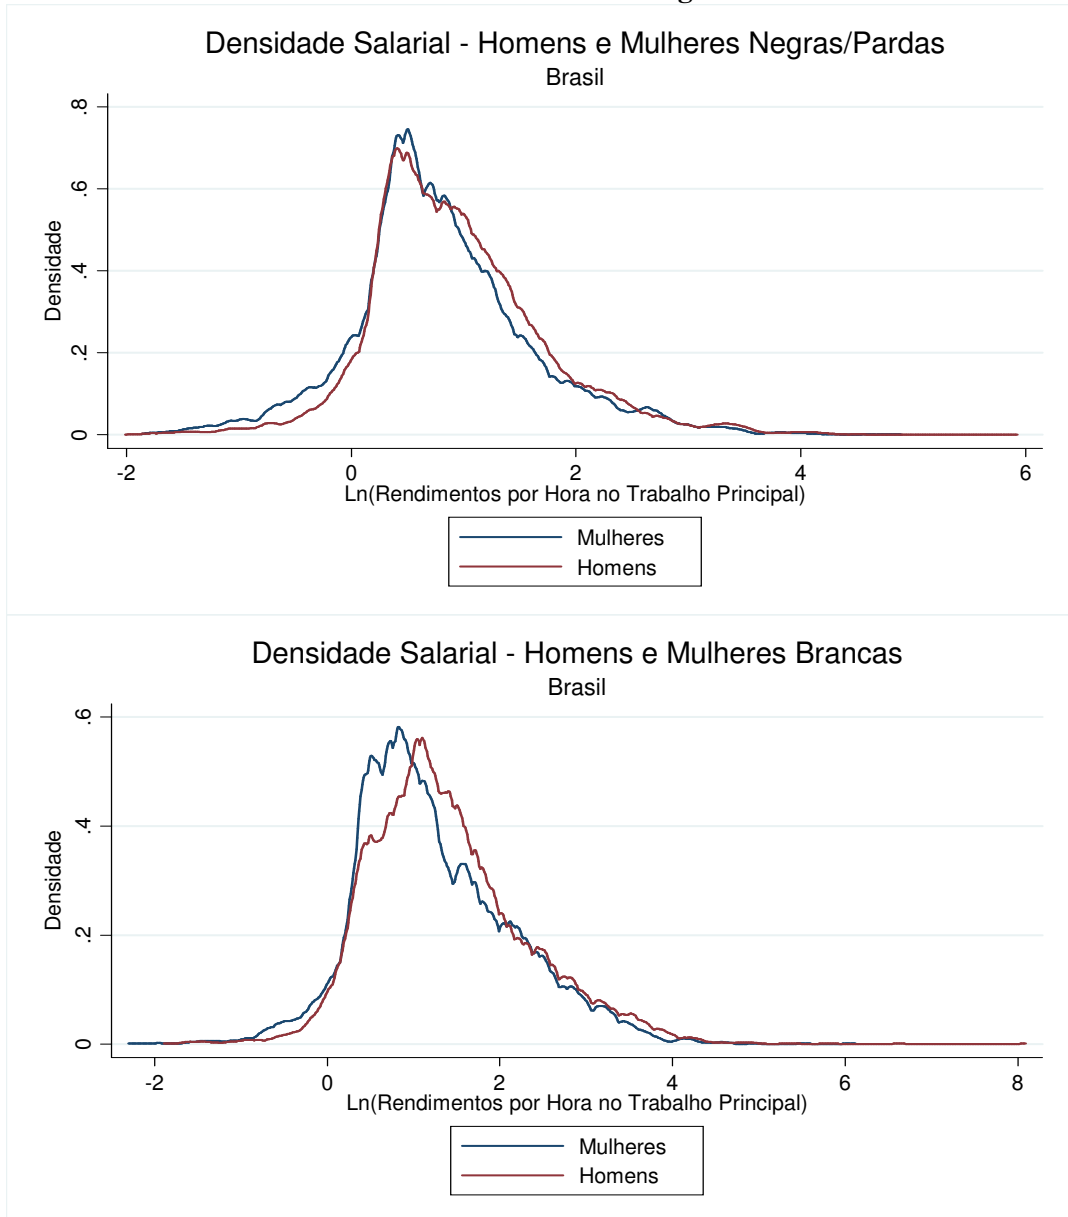 Densidade Salarial - Homens e Mulheres Negras/Pardas
Brasil
Densidade
.8
.6
.4
.2
0
-2 0 2 4 6
Ln(Rendimentos por Hora no Trabalho Principal)
Mulheres
Homens
Densidade Salarial - Homens e Mulheres Brancas
Brasil
Densidade
.6
.4
.2
0
-2 0 2 4 6 8
Ln(Rendimentos por Hora no Trabalho Principal)
Mulheres
Homens